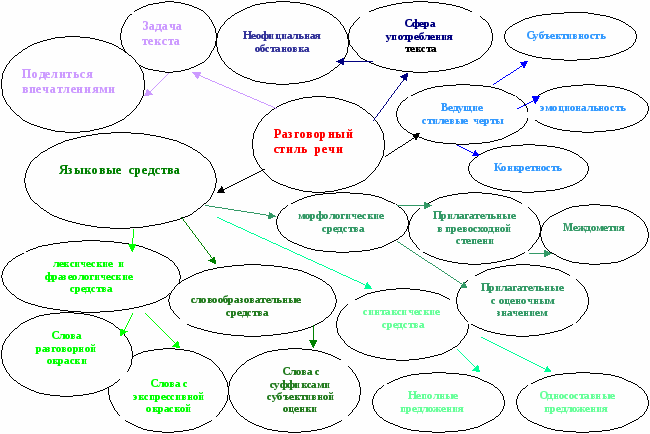 Задача
текста
Неофициальная
обстановка
Сфера
употребления
текста
Субъективность
Поделиться
впечатлениями
Ведущие
стилевые черты
эмоциональность
Разговорный
стиль речи
Языковые средства
Конкретность
морфологические
средства
Прилагательные
в превосходной
степени
Междометия
лексические и
фразеологические
средства
словообразовательные
средства
синтаксические
средства
Прилагательные
с оценочным
значением
Слова
разговорной
окраски
Слова с
экспрессивной
окраской
Слова с
суффиксами
субъективной
оценки
Неполные
предложения
Односоставные
предложения